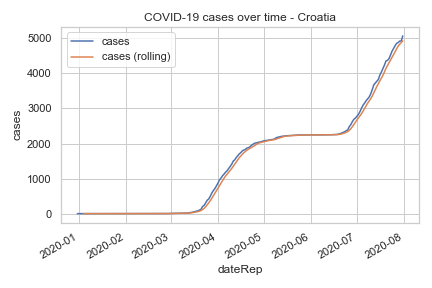 COVID-19 cases over time - Croatia
cases
cases (rolling)
5000
4000
3000
2000
1000
0
cases
2020-01
2020-02
2020-03
2020-04
2020-05
2020-06
2020-07
2020-08
dateRep